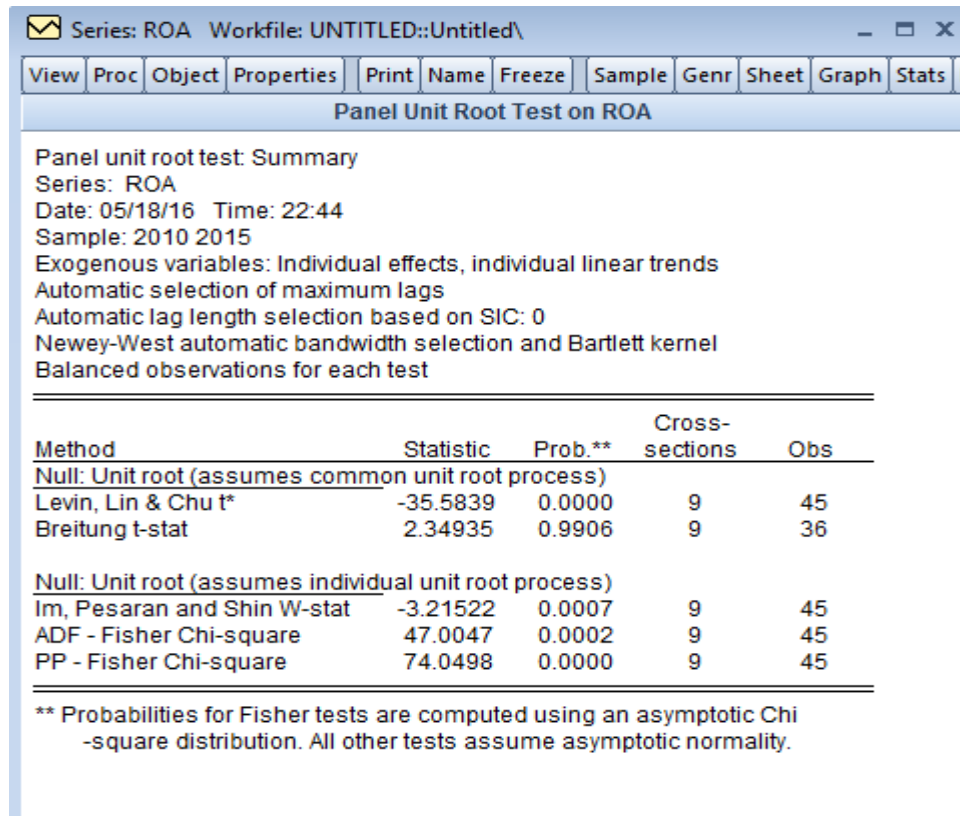 Series: ROA Workfile: UNTITLED::Untitled\
View Proc Object Properties Print Name Freeze Sample Genr Sheet Graph Stats
Panel Unit Root Test on ROA
Panel unit root test: Summary
Series: ROA
Date: 05/18/16 Time: 22:44
Sample: 2010 2015
Exogenous variables: Individual effects, individual linear trends
Automatic selection of maximum lags
Automatic lag length selection based on SIC: 0
Newey-West automatic bandwidth selection and Bartlett kernel
Balanced observations for each test
Cross-
Method Statistic Prob.** sections Obs
Null: Unit root (assumes common unit root process)
Levin, Lin & Chu t* -35.5839 0.0000 9 45
Breitung t-stat 2.34935 0.9906 9 36
Null: Unit root (assumes individual unit root process)
Im, Pesaran and Shin W-stat -3.21522 0.0007 9 45
ADF - Fisher Chi-square 47.0047 0.0002 9 45
PP - Fisher Chi-square 74.0498 0.0000 9 45
** Probabilities for Fisher tests are computed using an asymptotic Chi
-square distribution. All other tests assume asymptotic normality.